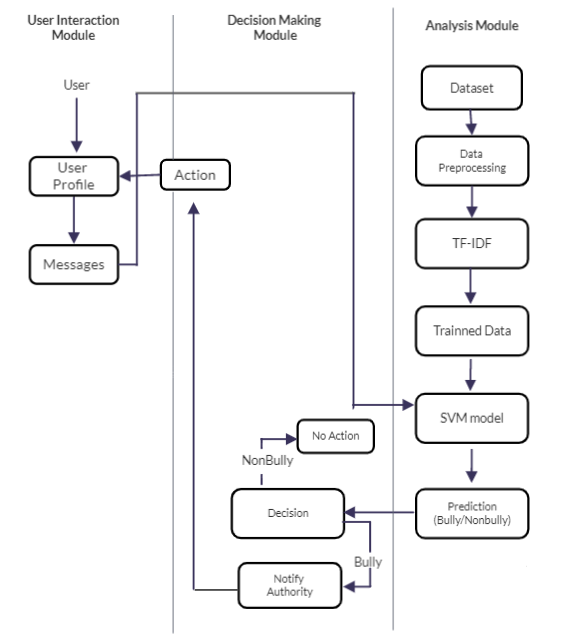 User Interaction
Module
Decision Making
Module
Analysis Module
User
User
Profile
Messages
Action
No Action
NonBully
Decision
Bully
Notify
Authority
Dataset
Data
Preprocessing
TF-IDF
Trainned Data
SVM model
Prediction
(Bully/Nonbully)